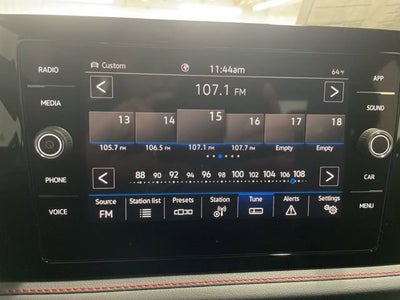 RADIO
MEDIA
PHONE
VOICE
Custom
11:44am
64°F
107.1 FM
13 14 15 16 17 18
105.7 FM 106.5 FM 107.1 FM 107.7 FM Empty Empty
88 90 92 94 96 98 100 102 104 106 108
Source Station list Presets Station Tune Alerts Settings
FM
APP
SOUND
CAR
MENU